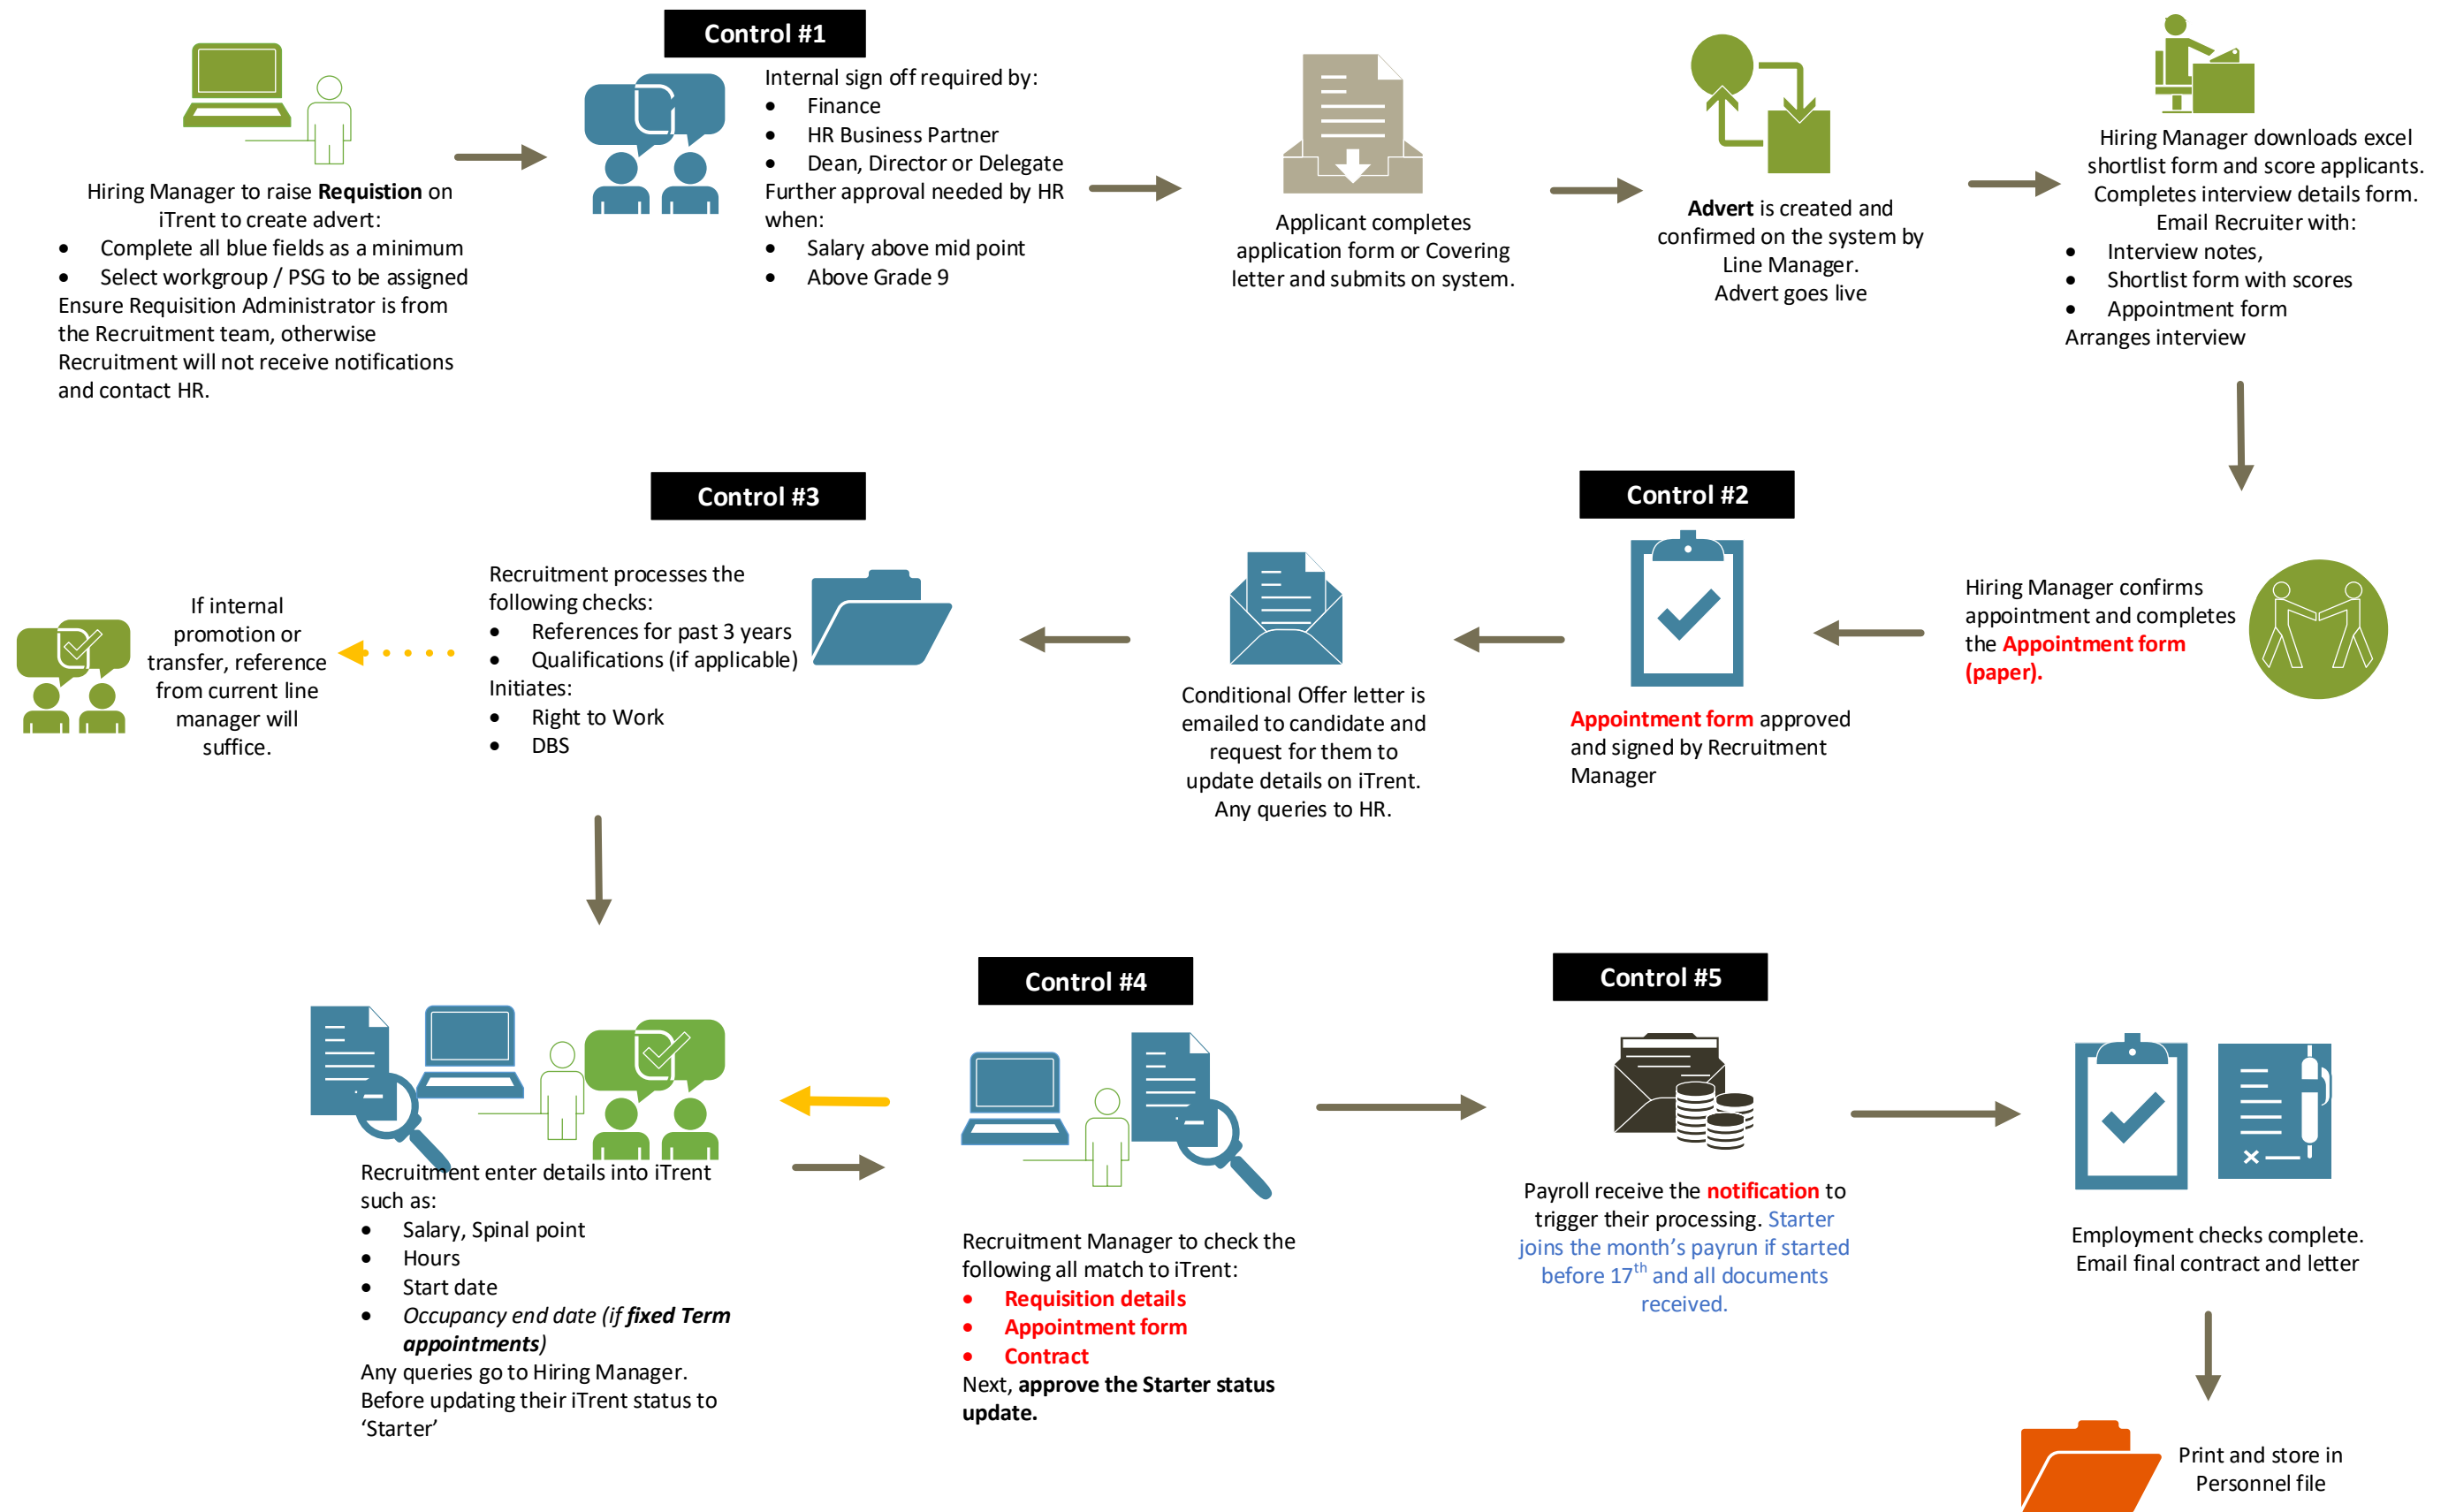 Hiring Manager to raise Requistion on
iTrent to create advert:
• Complete all blue fields as a minimum
• Select workgroup / PSG to be assigned
Ensure Requisition Administrator is from
the Recruitment team, otherwise
Recruitment will not receive notifications
and contact HR.
Control #1
Internal sign off required by:
• Finance
• HR Business Partner
• Dean, Director or Delegate
Further approval needed by HR
when:
• Salary above mid point
• Above Grade 9
Applicant completes
application form or Covering
letter and submits on system.
Advert is created and
confirmed on the system by
Line Manager.
Advert goes live
Hiring Manager downloads excel
shortlist form and score applicants.
Completes interview details form.
Email Recruiter with:
• Interview notes,
• Shortlist form with scores
• Appointment form
Arranges interview
Hiring Manager confirms
appointment and completes
the Appointment form
(paper).
Control #2
Appointment form approved
and signed by Recruitment
Manager
Conditional Offer letter is
emailed to candidate and
request for them to
update details on iTrent.
Any queries to HR.
Control #3
Recruitment processes the
following checks:
• References for past 3 years
• Qualifications (if applicable)
Initiates:
• Right to Work
• DBS
If internal
promotion or
transfer, reference
from current line
manager will
suffice.
Recruitment enter details into iTrent
such as:
• Salary, Spinal point
• Hours
• Start date
• Occupancy end date (if fixed Term
appointments)
Any queries go to Hiring Manager.
Before updating their iTrent status to
‘Starter’
Control #4
Recruitment Manager to check the
following all match to iTrent:
• Requisition details
• Appointment form
• Contract
Next, approve the Starter status
update.
Control #5
Payroll receive the notification to
trigger their processing. Starter
joins the month’s payrun if started
before 17th and all documents
received.
Employment checks complete.
Email final contract and letter
Print and store in
Personnel file